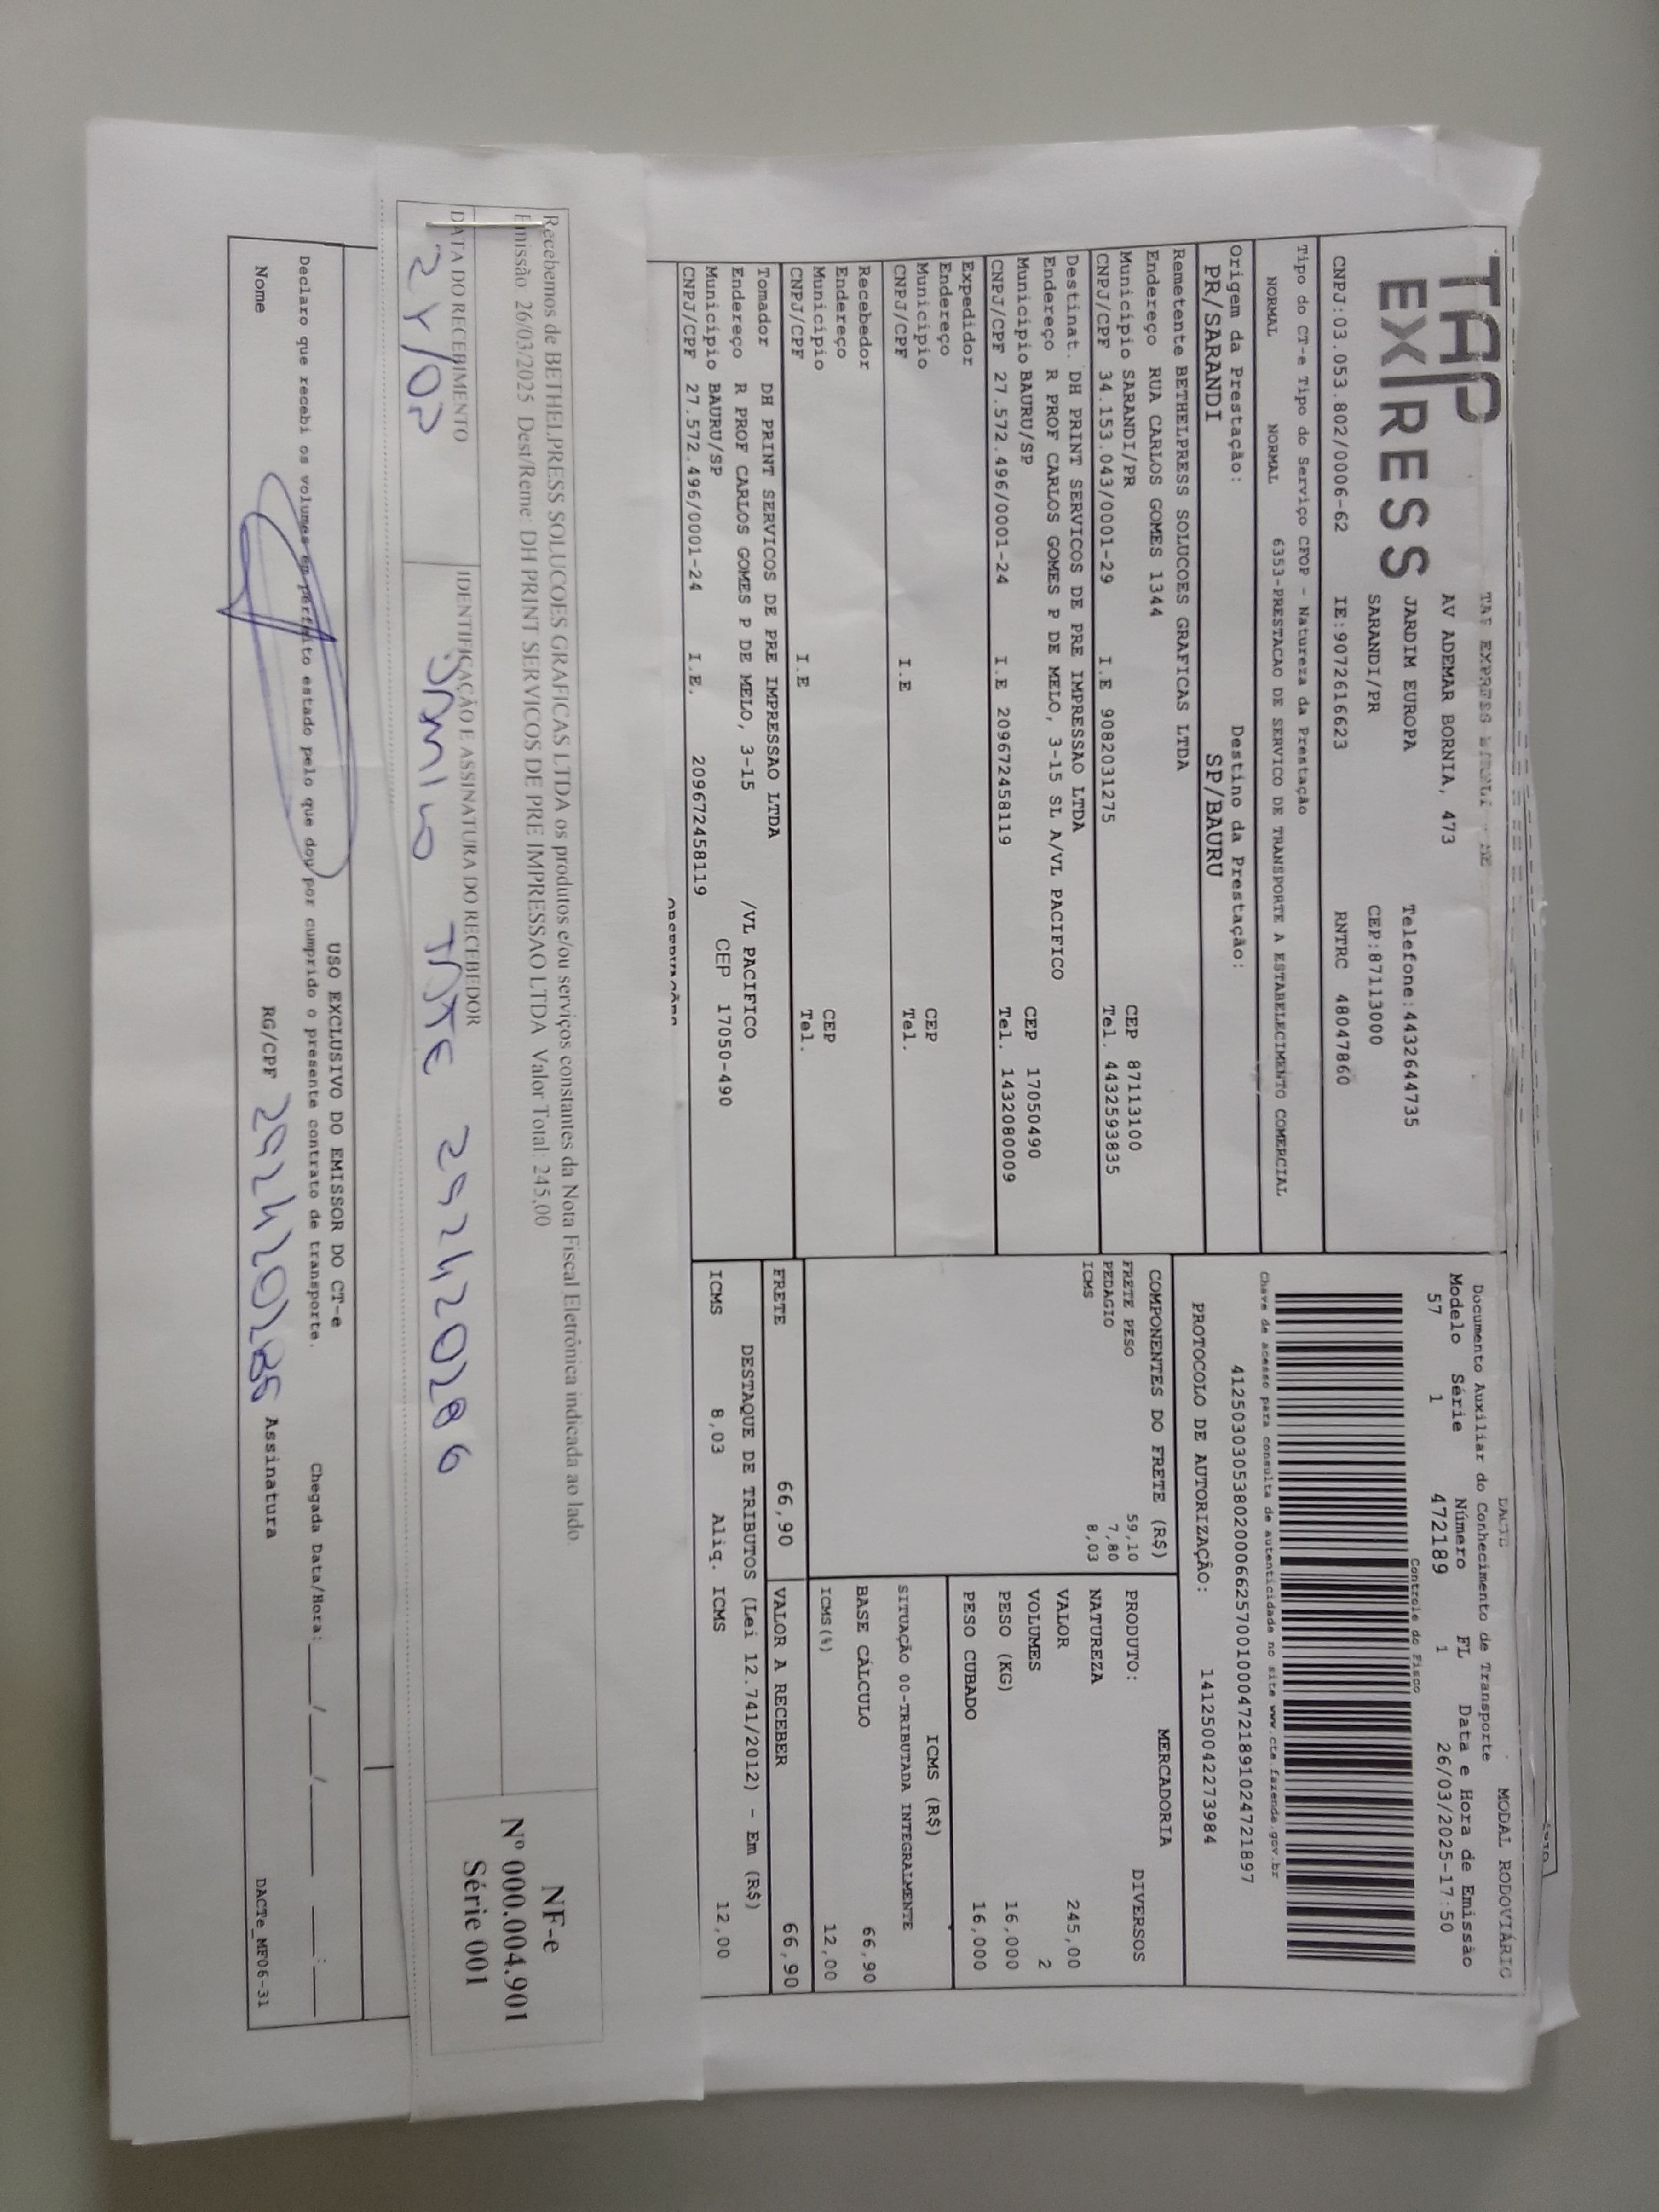 TAP
EXPRESS
AV ADEMAR BORNIA, 473
JARDIM EUROPA Telefone:4432644735
SARANDI/PR CEP:87113000
CNPJ:03.053.802/0006-62 IE:9072616623 RNTRC 48047860
Tipo do CT-e Tipo do Serviço CFOP - Natureza da Prestação
NORMAL NORMAL 6353-PRESTACAO DE SERVICO DE TRANSPORTE A ESTABELECIMENTO COMERCIAL
Origem da Prestação: Destino da Prestação:
PR/SARANDI SP/BAURU
Remetente BETHELPRESS SOLUCOES GRAFICAS LTDA
Endereço RUA CARLOS GOMES 1344
Município SARANDI/PR CEP 87113100
CNPJ/CPF 34.153.043/0001-29 I.E 9082031275 Tel. 4432593835
Destinat. DH PRINT SERVICOS DE PRE IMPRESSAO LTDA
Endereço R PROF CARLOS GOMES P DE MELO, 3-15 SL A/VL PACIFICO
Município BAURU/SP CEP 17050490
CNPJ/CPF 27.572.496/0001-24 I.E 209672458119 Tel. 1432080009
Expedidor
Endereço
Município CEP
CNPJ/CPF I.E Tel.
Recebedor
Endereço
Município CEP
CNPJ/CPF I.E Tel.
Tomador DH PRINT SERVICOS DE PRE IMPRESSAO LTDA
Endereço R PROF CARLOS GOMES P DE MELO, 3-15 /VL PACIFICO
Município BAURU/SP CEP 17050-490
CNPJ/CPF 27.572.496/0001-24 I.E. 209672458119
DACTE MODAL RODOVIÁRIO
Documento Auxiliar do Conhecimento de Transporte
Modelo Série Número FL Data e Hora de Emissão
57 1 472189 1 26/03/2025-17:50
Controle do Fisco
Chave de acesso para consulta de autenticidade no site www.cte.fazenda.gov.br
41250303053802000662570010004721891024721897
PROTOCOLO DE AUTORIZAÇÃO: 141250042273984
COMPONENTES DO FRETE (R$)
FRETE PESO 59,10
PEDAGIO 7,80
ICMS 8,03
MERCADORIA
PRODUTO: DIVERSOS
NATUREZA
VALOR 245,00
VOLUMES 2
PESO (KG) 16,000
PESO CUBADO 16,000
ICMS (R$)
SITUAÇÃO 00-TRIBUTADA INTEGRALMENTE
BASE CÁLCULO 66,90
ICMS(%) 12,00
FRETE 66,90 VALOR A RECEBER 66,90
DESTAQUE DE TRIBUTOS (Lei 12.741/2012) - Em (R$)
ICMS 8,03 Aliq. ICMS 12,00
Recebemos de BETHELPRESS SOLUCOES GRAFICAS LTDA os produtos e/ou serviços constantes da Nota Fiscal Eletrônica indicada ao lado.
Emissão 26/03/2025 Dest/Reme: DH PRINT SERVICOS DE PRE IMPRESSAO LTDA Valor Total: 245,00
DATA DO RECEBIMENTO IDENTIFICAÇÃO E ASSINATURA DO RECEBEDOR
NF-e
Nº 000.004.901
Série 001
USO EXCLUSIVO DO EMISSOR DO CT-e
Declaro que recebi os volumes em perfeito estado pelo que dou por cumprido o presente contrato de transporte. Chegada Data/Hora: / / :
Nome RG/CPF Assinatura
DACTe_MF06-31